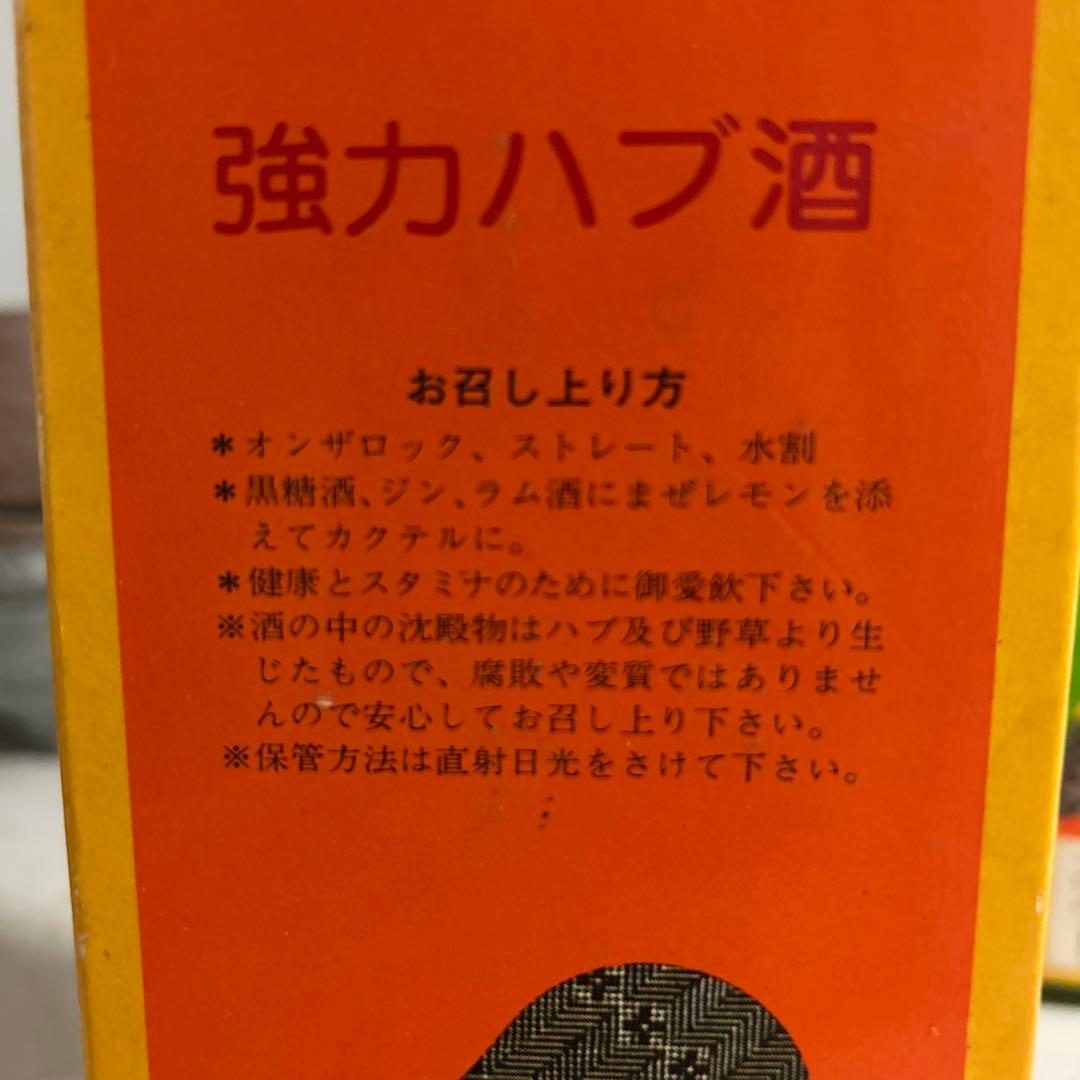 強力ハブ酒
お召し上り方
＊オンザロック、ストレート、水割
＊黒糖酒、ジン、ラム酒にまぜレモンを添
えてカクテルに。
＊健康とスタミナのために御愛飲下さい。
※酒の中の沈殿物はハブ及び野草より生
じたもので、腐敗や変質ではありませ
んので安心してお召し上り下さい。
※保管方法は直射日光をさけて下さい。